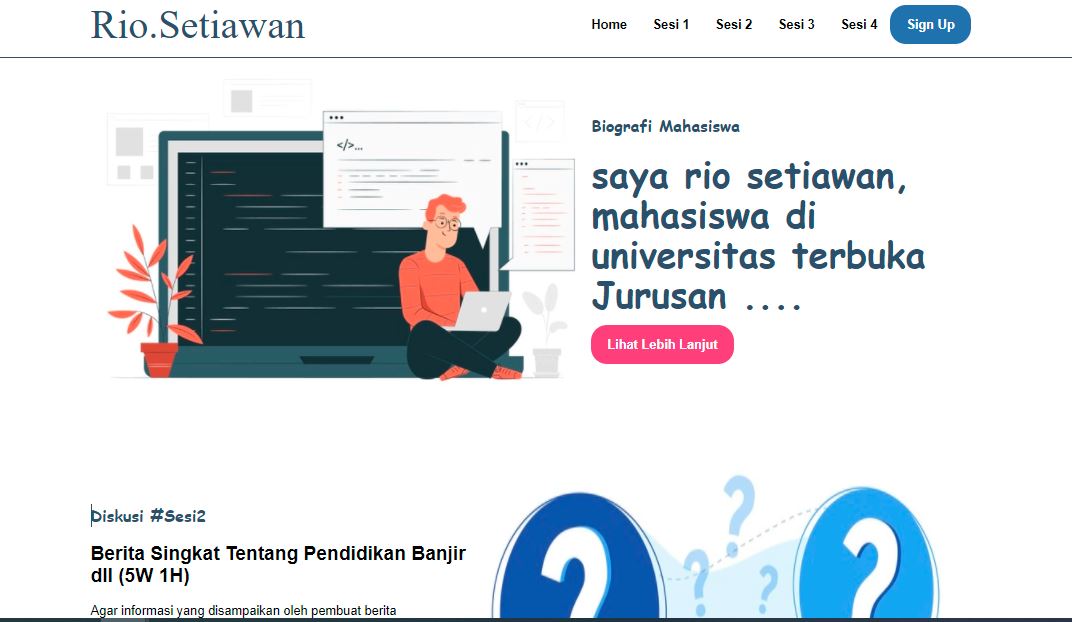 Rio.Setiawan
Home Sesi 1 Sesi 2 Sesi 3 Sesi 4 Sign Up
</>...
</>
Biografi Mahasiswa
saya rio setiawan,
mahasiswa di
universitas terbuka
Jurusan ....
Lihat Lebih Lanjut
Diskusi #Sesi2
Berita Singkat Tentang Pendidikan Banjir
dll (5W 1H)
Agar informasi yang disampaikan oleh pembuat berita
? ? ? ? ?